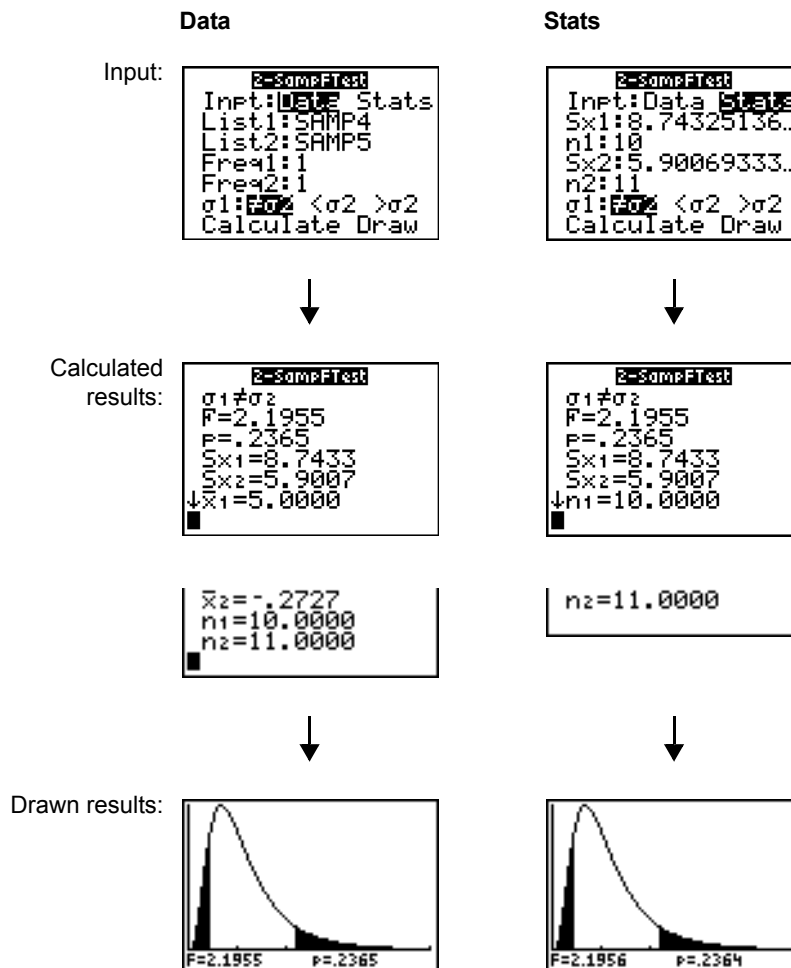 Data Stats
Input:
2-SampFTest
Inpt:Data Stats
List1:SAMP4
List2:SAMP5
Freq1:1
Freq2:1
σ1:≠σ2 <σ2 >σ2
Calculate Draw
2-SampFTest
Inpt:Data Stats
Sx1:8.74325136…
n1:10
Sx2:5.90069333…
n2:11
σ1:≠σ2 <σ2 >σ2
Calculate Draw
Calculated
results:
2-SampFTest
σ1≠σ2
F=2.1955
p=.2365
Sx1=8.7433
Sx2=5.9007
↓x̄1=5.0000
x̄2=-.2727
n1=10.0000
n2=11.0000
2-SampFTest
σ1≠σ2
F=2.1955
p=.2365
Sx1=8.7433
Sx2=5.9007
↓n1=10.0000
n2=11.0000
Drawn results:
F=2.1955 p=.2365
F=2.1956 p=.2364